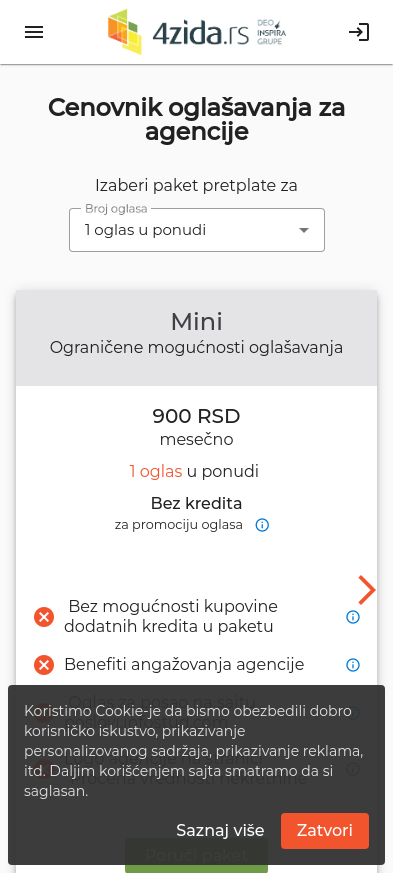 4zida.rs
DEO
INSPIRA
GRUPE
Cenovnik oglašavanja za
agencije
Izaberi paket pretplate za
Broj oglasa
1 oglas u ponudi
Mini
Ograničene mogućnosti oglašavanja
900 RSD
mesečno
1 oglas u ponudi
Bez kredita
za promociju oglasa
Bez mogućnosti kupovine
dodatnih kredita u paketu
Benefiti angažovanja agencije
Koristimo Cookie-je da bismo obezbedili dobro
korisničko iskustvo, prikazivanje
personalizovanog sadržaja, prikazivanje reklama,
itd. Daljim korišćenjem sajta smatramo da si
saglasan.
Saznaj više
Zatvori
Poruči paket